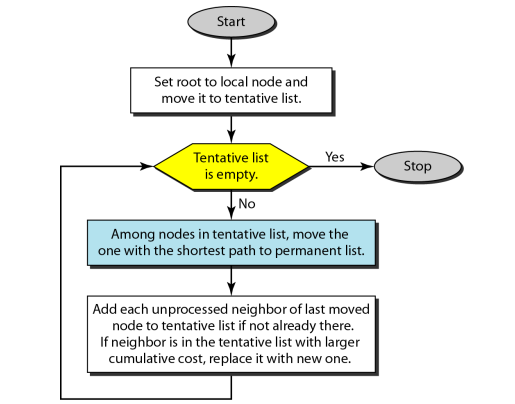 Start
Set root to local node and
move it to tentative list.
Tentative list
is empty.
Yes
Stop
No
Among nodes in tentative list, move the
one with the shortest path to permanent list.
Add each unprocessed neighbor of last moved
node to tentative list if not already there.
If neighbor is in the tentative list with larger
cumulative cost, replace it with new one.